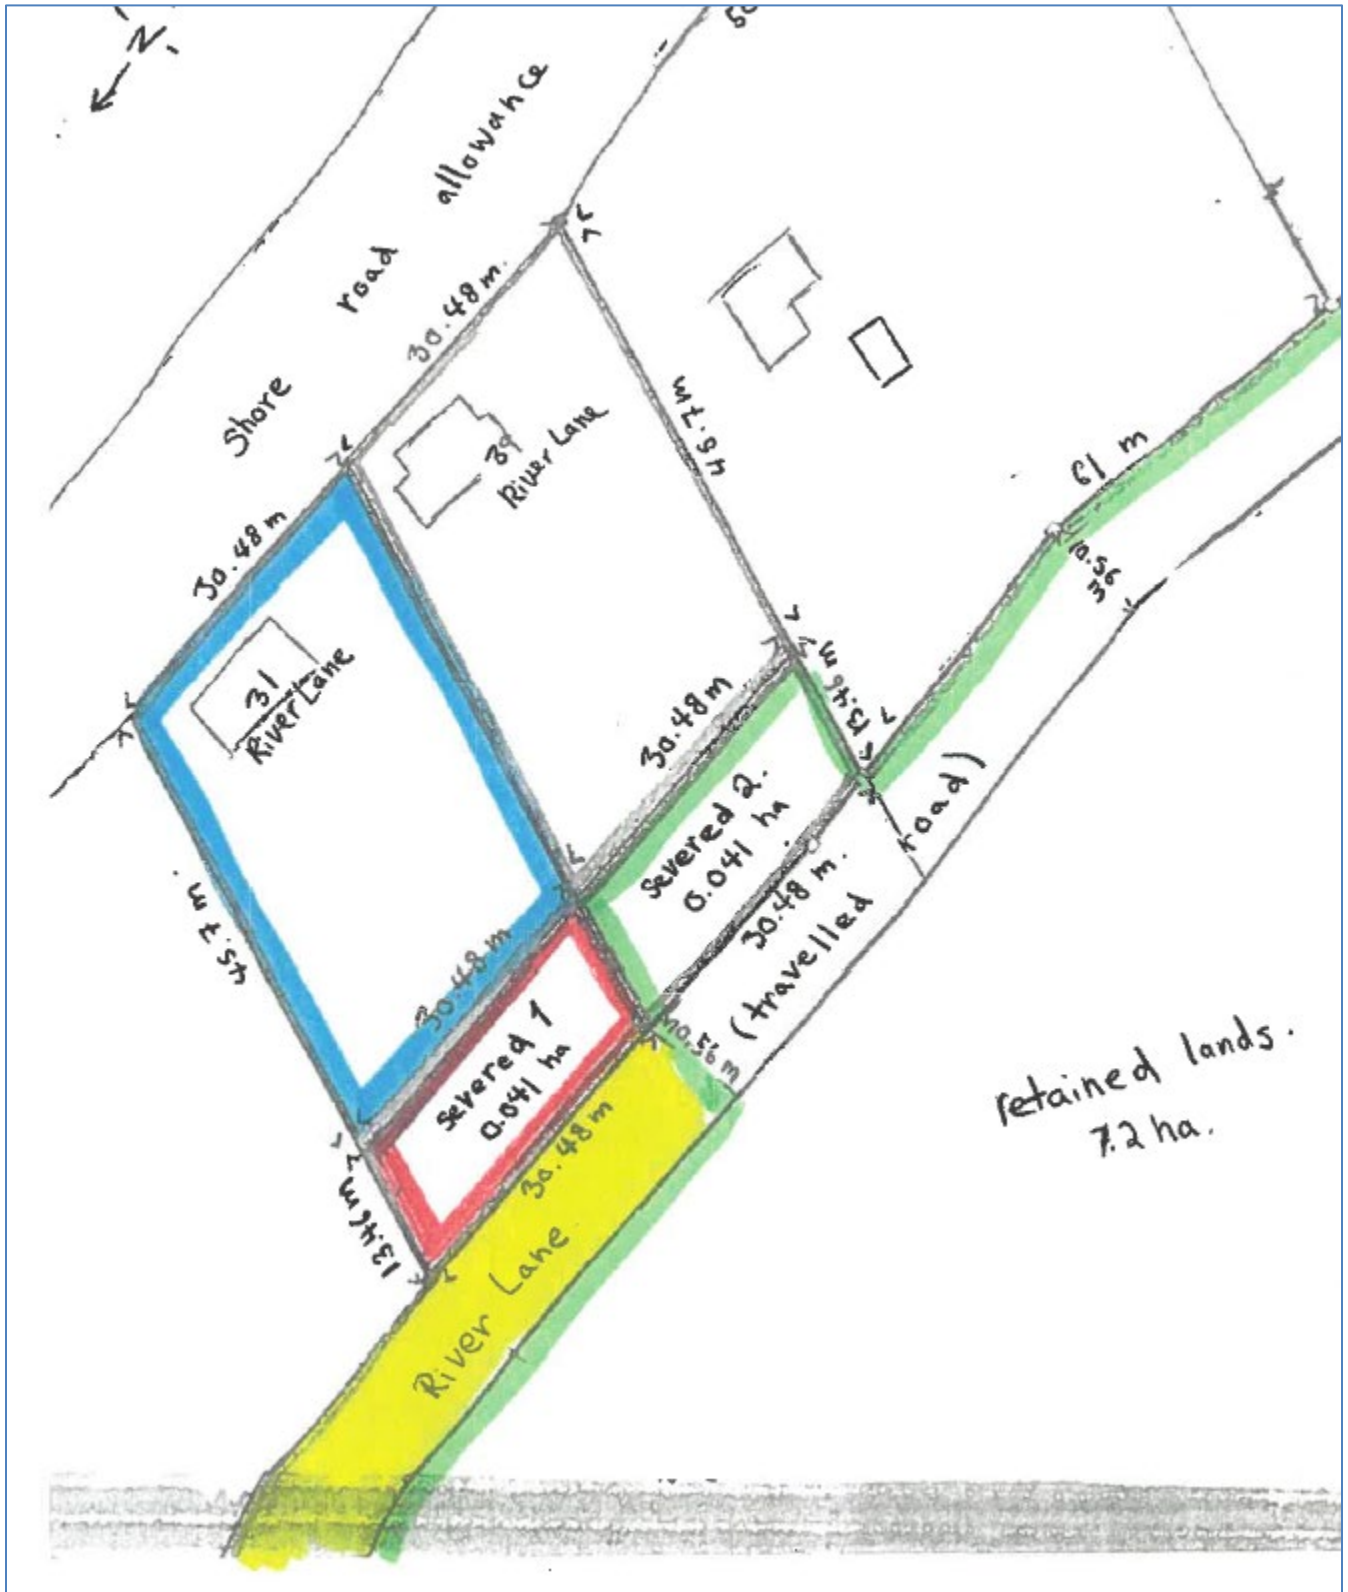 N
Shore road allowance
30.48 m.
39
River Lane
45.7 m
30.48 m
31
River Lane
61 m
10.56
13.46 m
30.48 m
Severed 2.
0.041 ha
30.48 m.
(travelled road)
45.7 m
30.48 m
Severed 1
0.041 ha
10.56 m
30.48 m
13.46 m
River Lane
retained lands.
7.2 ha.